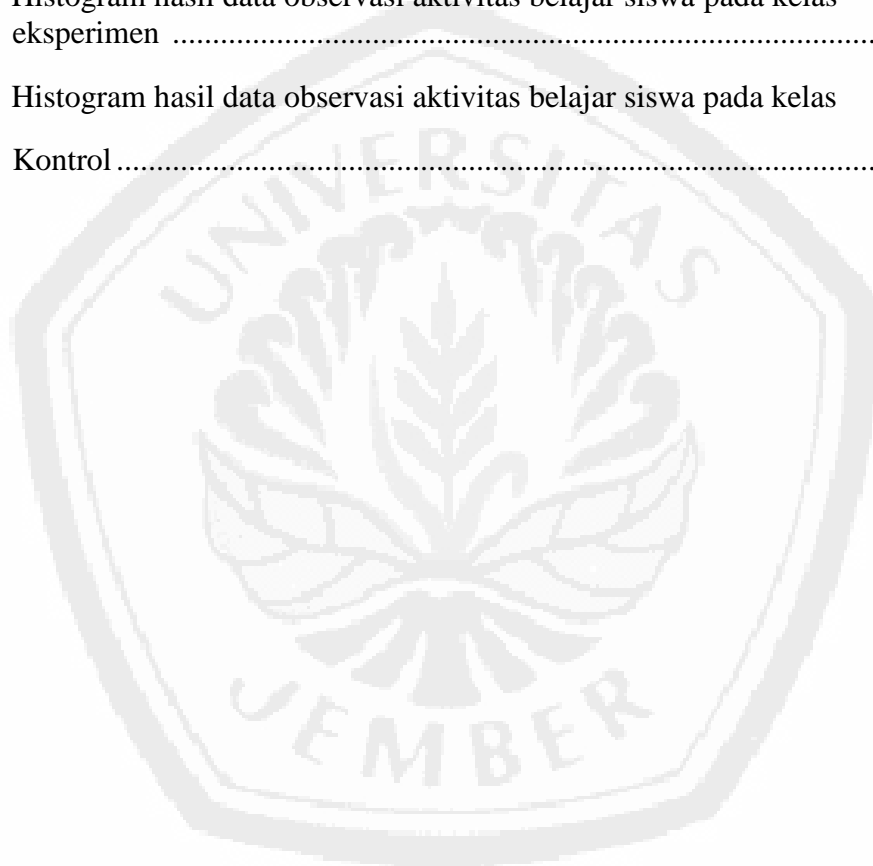 Histogram hasil data observasi aktivitas belajar siswa pada kelas
eksperimen ........................................................................................
Histogram hasil data observasi aktivitas belajar siswa pada kelas
Kontrol ...............................................................................................
UNIVERSITAS
JEMBER